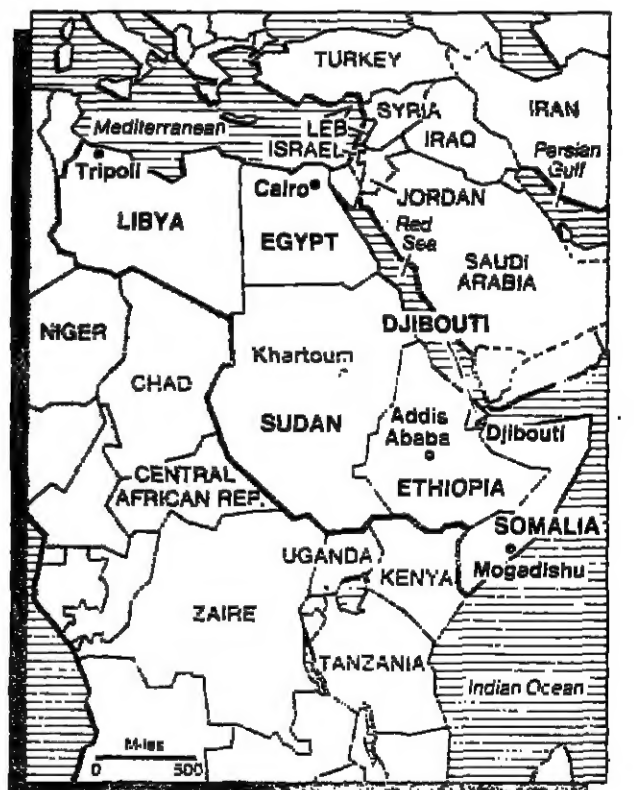 TURKEY
SYRIA
IRAN
Mediterranean
LEB
IRAQ
ISRAEL
Persian
Gulf
Tripoli
Cairo
JORDAN
LIBYA
EGYPT
Red
Sea
SAUDI
ARABIA
NIGER
DJIBOUTI
Khartoum
CHAD
SUDAN
Addis
Ababa
Djibouti
CENTRAL
AFRICAN REP.
ETHIOPIA
SOMALIA
UGANDA
Mogadishu
KENYA
ZAIRE
TANZANIA
Indian Ocean
Miles
0 500